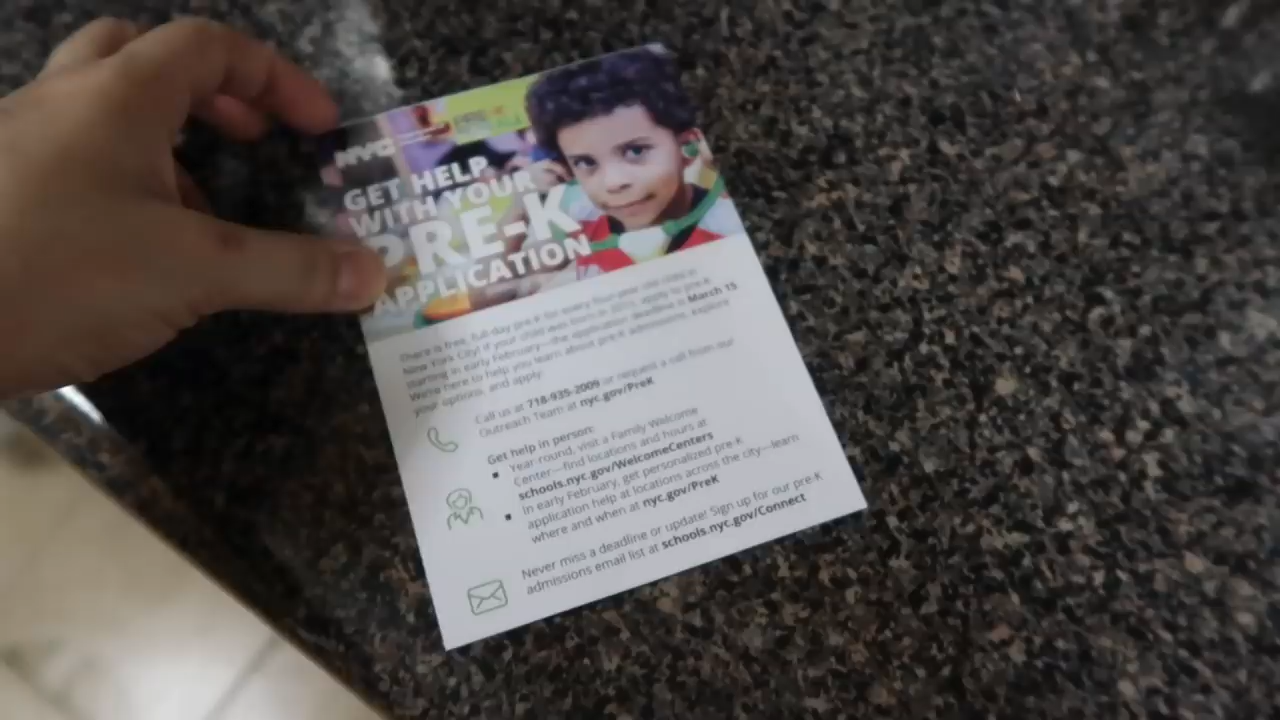 NYC
GET HELP
WITH YOUR
PRE-K
APPLICATION
There is free, full-day pre-K for every four-year-old child in
New York City! If your child was born in apply to pre-K
starting in early February—the application deadline is March 15
We're here to help you learn about pre-K admissions, explore
your options, and apply.
Call us at 718-935-2009 or request a call from our
Outreach Team at nyc.gov/PreK
Get help in person:
▪ Year-round, visit a Family Welcome
Center—find locations and hours at
schools.nyc.gov/WelcomeCenters
▪ In early February, get personalized pre-K
application help at locations across the city—learn
where and when at nyc.gov/PreK
Never miss a deadline or update! Sign up for our pre-K
admissions email list at schools.nyc.gov/Connect